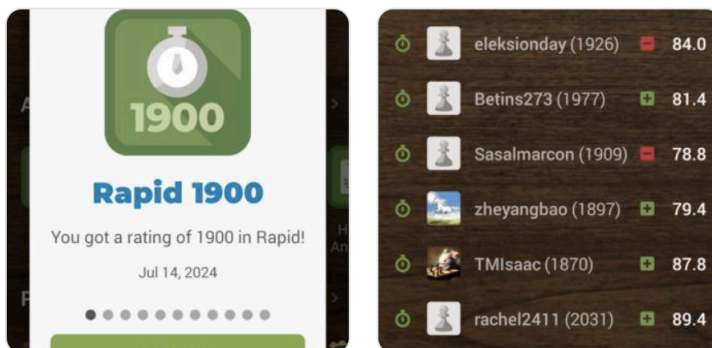 1900
Rapid 1900
You got a rating of 1900 in Rapid!
Jul 14, 2024
eleksionday (1926) 84.0
Betins273 (1977) 81.4
Sasalmarcon (1909) 78.8
zheyangbao (1897) 79.4
TMIsaac (1870) 87.8
rachel2411 (2031) 89.4